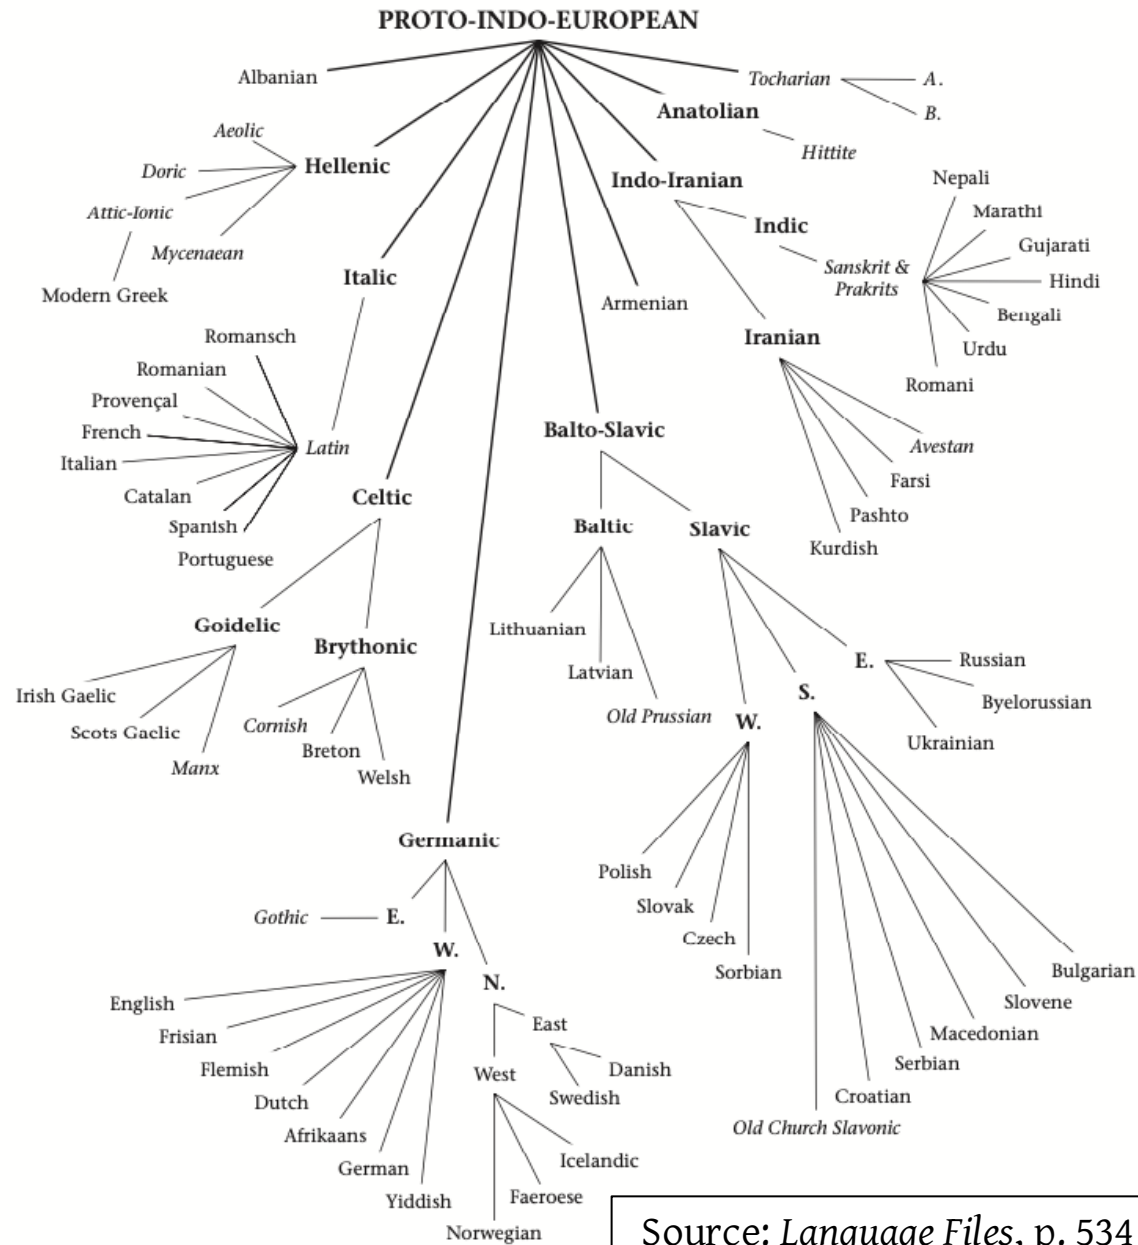 PROTO-INDO-EUROPEAN
Albanian
Tocharian
A.
B.
Anatolian
Hittite
Aeolic
Doric
Hellenic
Attic-Ionic
Mycenaean
Modern Greek
Indo-Iranian
Indic
Sanskrit &
Prakrits
Nepali
Marathi
Gujarati
Hindi
Bengali
Urdu
Romani
Italic
Armenian
Iranian
Romansch
Romanian
Provençal
French
Italian
Catalan
Spanish
Portuguese
Latin
Avestan
Farsi
Pashto
Kurdish
Balto-Slavic
Celtic
Baltic
Slavic
Goidelic
Brythonic
Irish Gaelic
Scots Gaelic
Manx
Cornish
Breton
Welsh
Lithuanian
Latvian
Old Prussian
E.
Russian
Byelorussian
Ukrainian
S.
W.
Polish
Slovak
Czech
Sorbian
Bulgarian
Slovene
Macedonian
Serbian
Croatian
Old Church Slavonic
Germanic
Gothic
E.
W.
N.
English
Frisian
Flemish
Dutch
Afrikaans
German
Yiddish
East
Danish
Swedish
West
Icelandic
Faeroese
Norwegian
Source: Language Files, p. 534